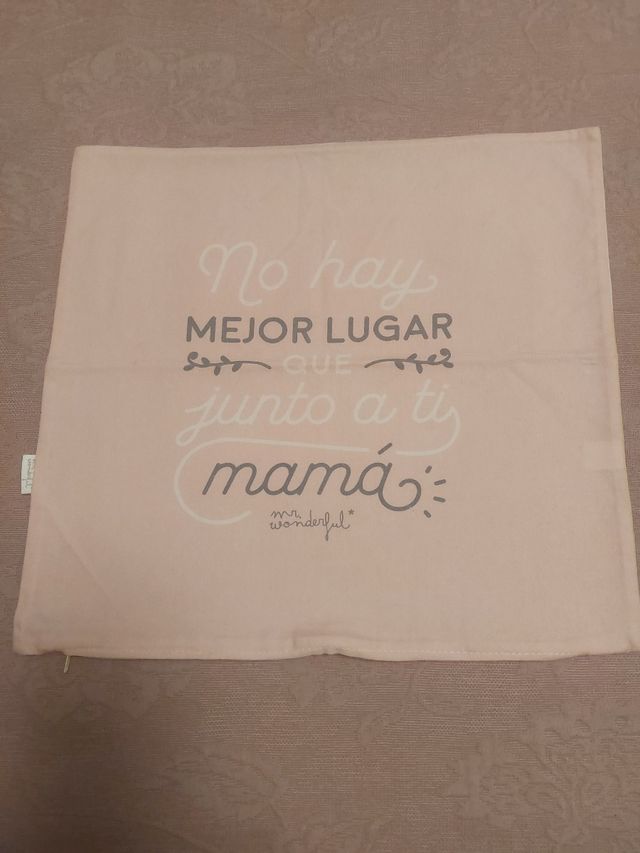 No hay
MEJOR LUGAR
QUE
junto a ti
mamá
mr.
wonderful*